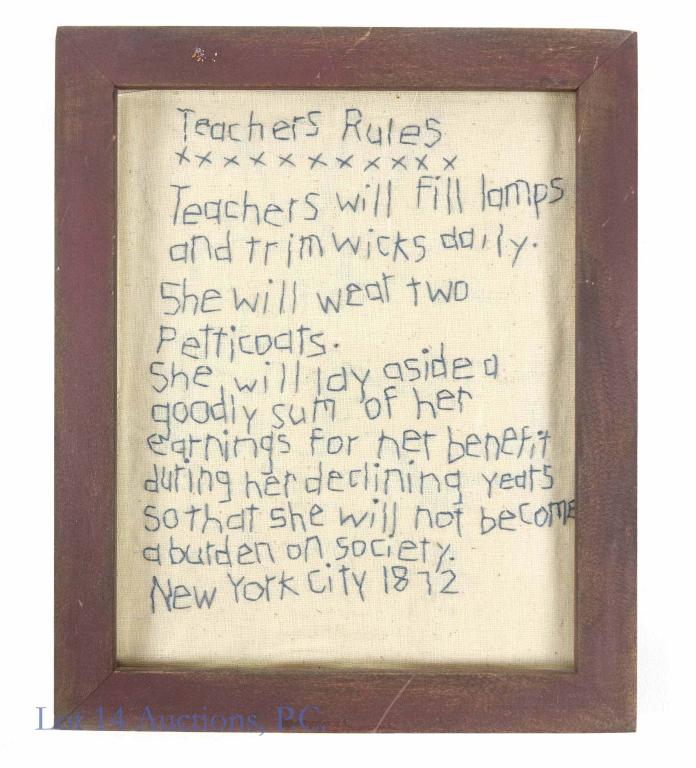 Teachers Rules
xxxxxxxxxxx
Teachers will fill lamps
and trim wicks daily.
She will wear two
Petticoats.
She will lay aside a
goodly sum of her
earnings for her benefit
during her declining years
so that she will not become
a burden on society.
New York City 1872
Lot 14 Auctions, P.C.